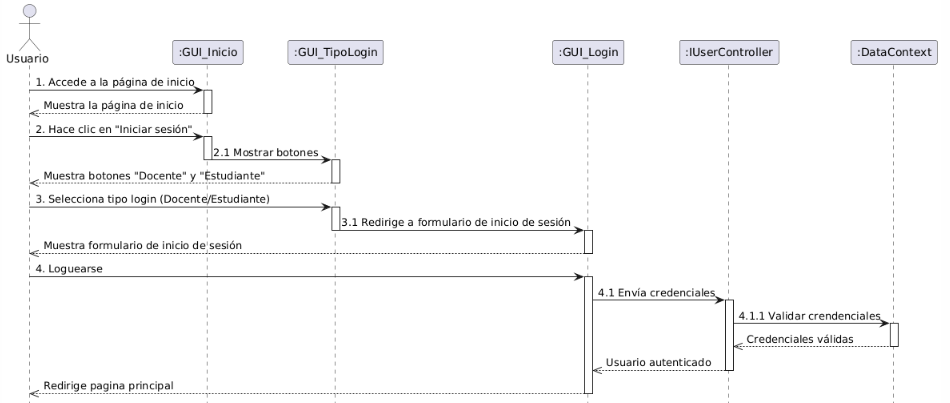 Usuario
:GUI_Inicio
:GUI_TipoLogin
:GUI_Login
:IUserController
:DataContext
1. Accede a la página de inicio
Muestra la página de inicio
2. Hace clic en "Iniciar sesión"
2.1 Mostrar botones
Muestra botones "Docente" y "Estudiante"
3. Selecciona tipo login (Docente/Estudiante)
3.1 Redirige a formulario de inicio de sesión
Muestra formulario de inicio de sesión
4. Loguearse
4.1 Envía credenciales
4.1.1 Validar crendenciales
Credenciales válidas
Usuario autenticado
Redirige pagina principal